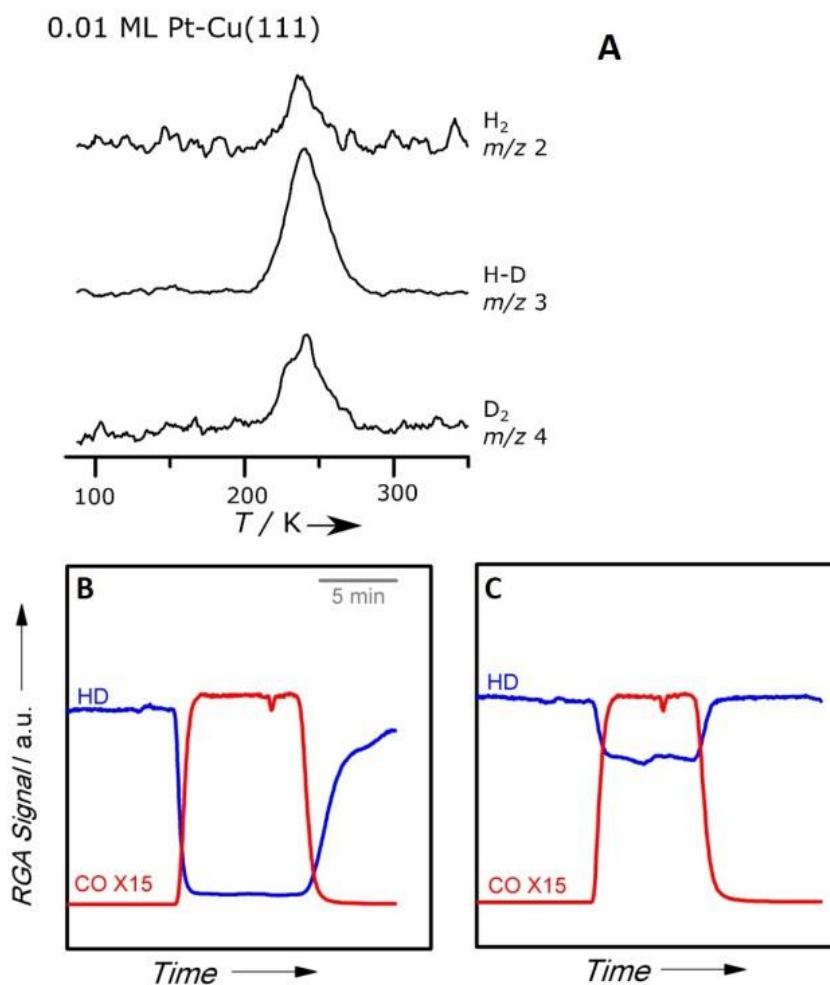 0.01 ML Pt-Cu(111)
A
H₂
m/z 2
H-D
m/z 3
D₂
m/z 4
100 200 300
T / K
B
5 min
HD
CO X15
C
HD
CO X15
RGA Signal / a.u.
Time
Time